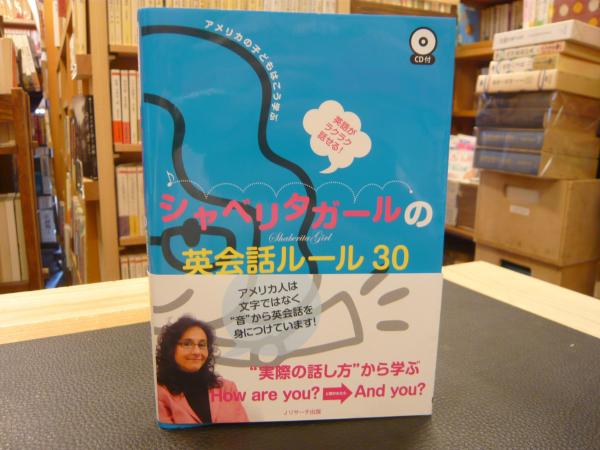 アメリカの子どもはこう学ぶ
CD付
英語が
ラクラク
話せる!
シャベリタガールの
Shaberita Girl
英会話ルール 30
アメリカ人は
文字ではなく
“音”から英会話を
身につけています!
“実際の話し方”から学ぶ
How are you? And you?
Jリサーチ出版